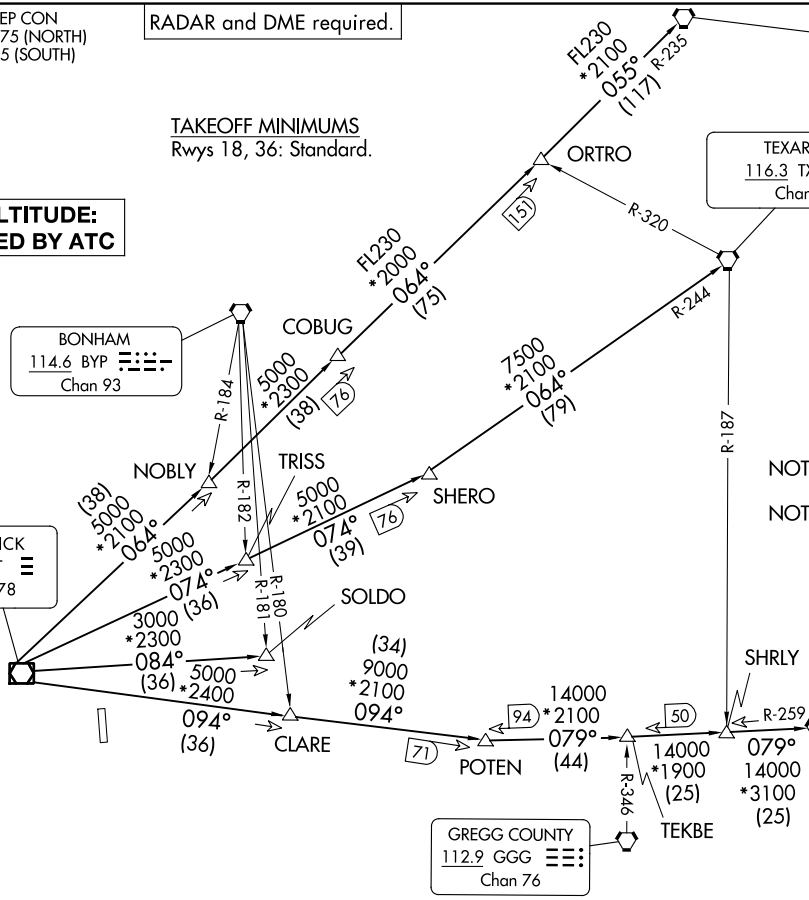 EP CON
75 (NORTH)
5 (SOUTH)
RADAR and DME required.
TAKEOFF MINIMUMS
Rwys 18, 36: Standard.
LTITUDE:
ED BY ATC
FL230
*2100
055°
(117)
R-235
ORTRO
151
R-320
TEXAR
116.3 TX
Chan
R-244
FL230
*2000
064°
(75)
COBUG
76
BONHAM
114.6 BYP
Chan 93
R-184
5000
*2300
(38)
7500
*2100
064°
(79)
R-187
NOBLY
R-182
TRISS
5000
*2100
074°
(39)
76
SHERO
NOT
NOT
(38)
5000
*2100
064°
ICK
78
5000
*2300
074°
(36)
R-181
R-180
SOLDO
3000
*2300
084°
(36)
5000
*2400
094°
(36)
CLARE
(34)
9000
*2100
094°
71
POTEN
94
14000
*2100
079°
(44)
50
14000
*1900
(25)
SHRLY
R-259
079°
14000
*3100
(25)
R-346
TEKBE
GREGG COUNTY
112.9 GGG
Chan 76